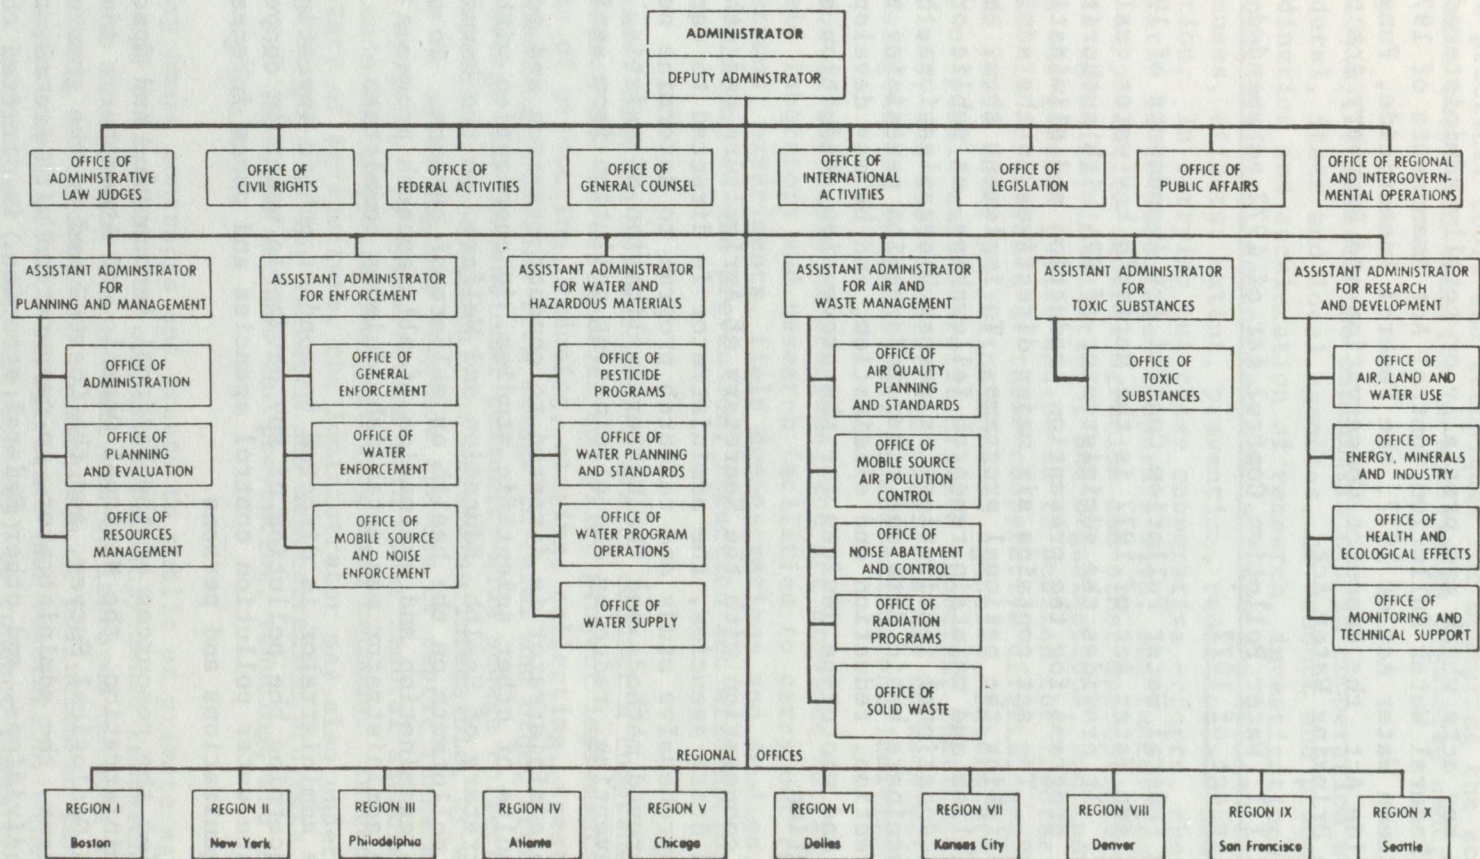 ADMINISTRATOR
DEPUTY ADMINSTRATOR
OFFICE OF
ADMINISTRATIVE
LAW JUDGES
OFFICE OF
CIVIL RIGHTS
OFFICE OF
FEDERAL ACTIVITIES
OFFICE OF
GENERAL COUNSEL
OFFICE OF
INTERNATIONAL
ACTIVITIES
OFFICE OF
LEGISLATION
OFFICE OF
PUBLIC AFFAIRS
OFFICE OF REGIONAL
AND INTERGOVERN-
MENTAL OPERATIONS
ASSISTANT ADMINSTRATOR
FOR
PLANNING AND MANAGEMENT
OFFICE OF
ADMINISTRATION
OFFICE OF
PLANNING
AND EVALUATION
OFFICE OF
RESOURCES
MANAGEMENT
ASSISTANT ADMINISTRATOR
FOR ENFORCEMENT
OFFICE OF
GENERAL
ENFORCEMENT
OFFICE OF
WATER
ENFORCEMENT
OFFICE OF
MOBILE SOURCE
AND NOISE
ENFORCEMENT
ASSISTANT ADMINISTRATOR
FOR WATER AND
HAZARDOUS MATERIALS
OFFICE OF
PESTICIDE
PROGRAMS
OFFICE OF
WATER PLANNING
AND STANDARDS
OFFICE OF
WATER PROGRAM
OPERATIONS
OFFICE OF
WATER SUPPLY
ASSISTANT ADMINISTRATOR
FOR AIR AND
WASTE MANAGEMENT
OFFICE OF
AIR QUALITY
PLANNING
AND STANDARDS
OFFICE OF
MOBILE SOURCE
AIR POLLUTION
CONTROL
OFFICE OF
NOISE ABATEMENT
AND CONTROL
OFFICE OF
RADIATION
PROGRAMS
OFFICE OF
SOLID WASTE
ASSISTANT ADMINISTRATOR
FOR
TOXIC SUBSTANCES
OFFICE OF
TOXIC
SUBSTANCES
ASSISTANT ADMINISTRATOR
FOR RESEARCH
AND DEVELOPMENT
OFFICE OF
AIR, LAND AND
WATER USE
OFFICE OF
ENERGY, MINERALS
AND INDUSTRY
OFFICE OF
HEALTH AND
ECOLOGICAL EFFECTS
OFFICE OF
MONITORING AND
TECHNICAL SUPPORT
REGIONAL OFFICES
REGION I
Boston
REGION II
New York
REGION III
Philadelphia
REGION IV
Atlanta
REGION V
Chicago
REGION VI
Dallas
REGION VII
Kansas City
REGION VIII
Denver
REGION IX
San Francisco
REGION X
Seattle